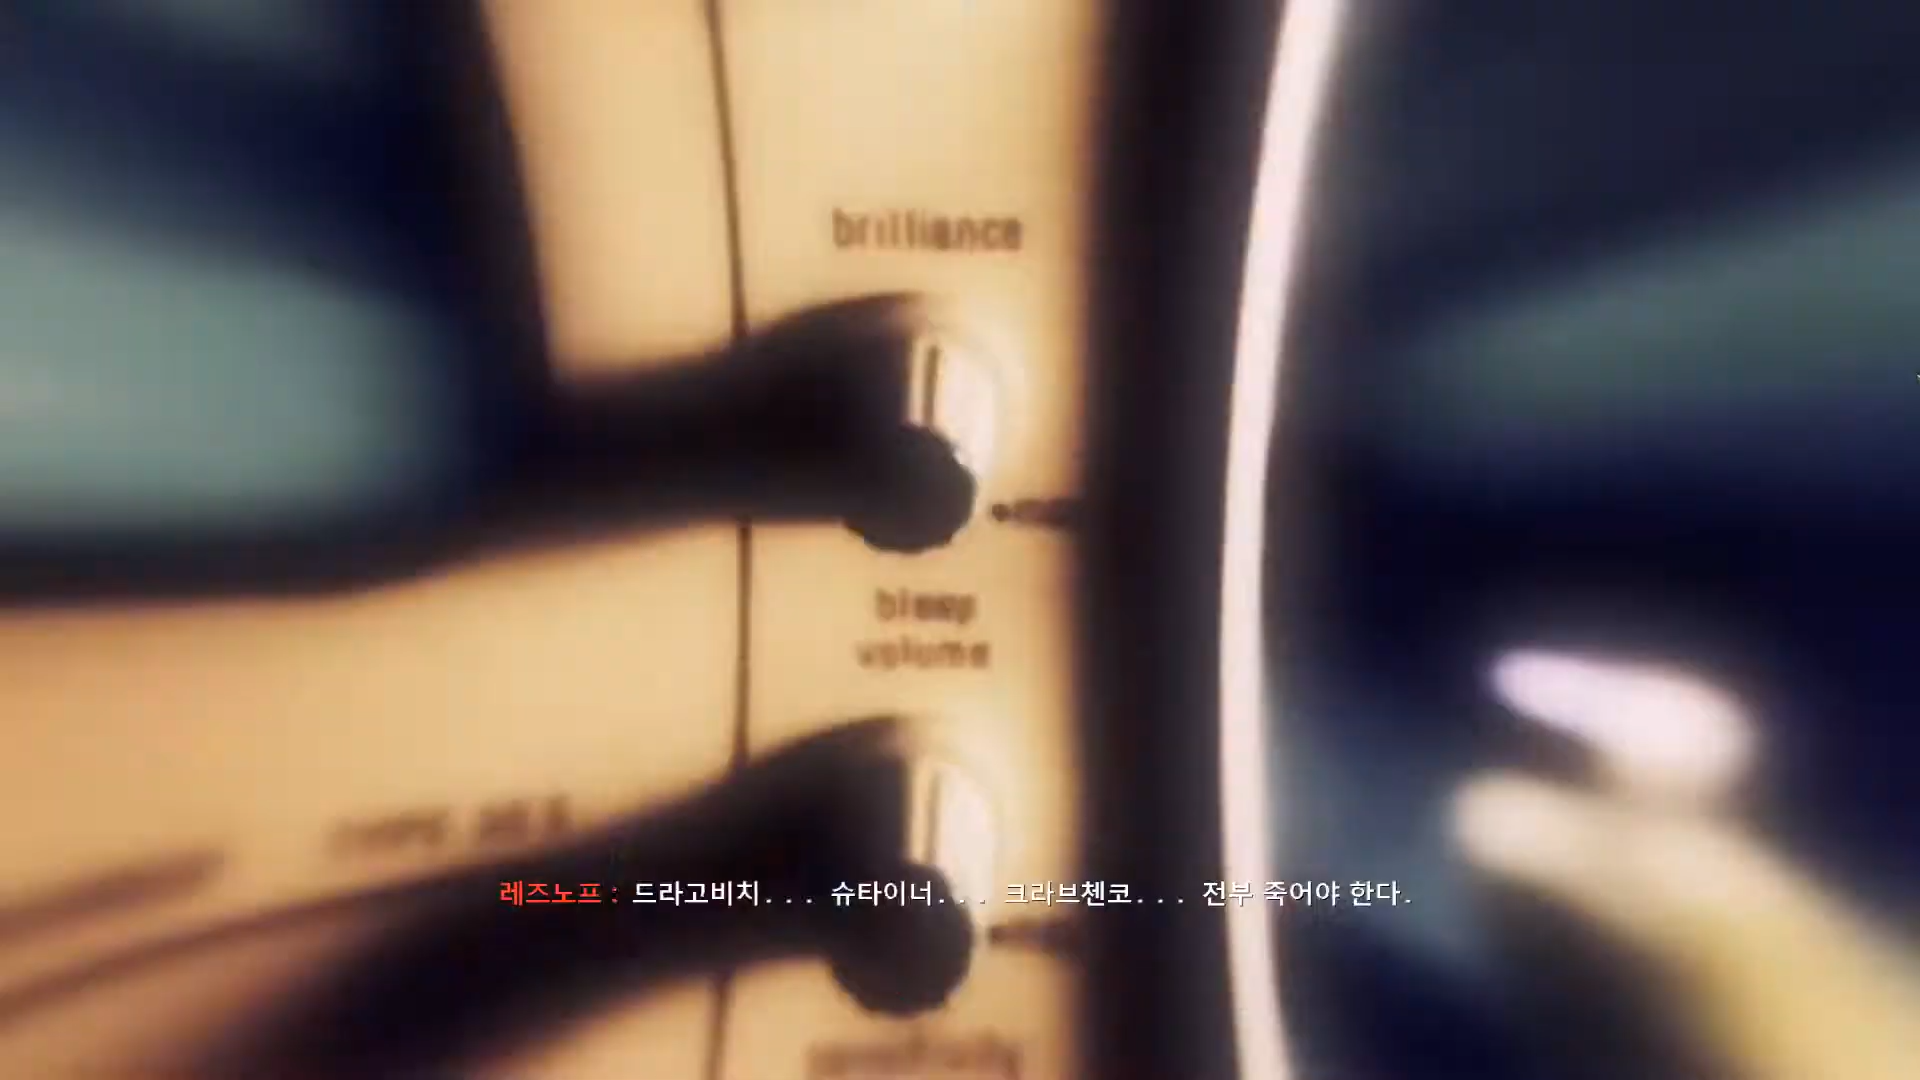 brilliance
bleep
volume
레즈노프 : 드라고비치. . . 슈타이너. . . 크라브첸코. . . 전부 죽어야 한다.